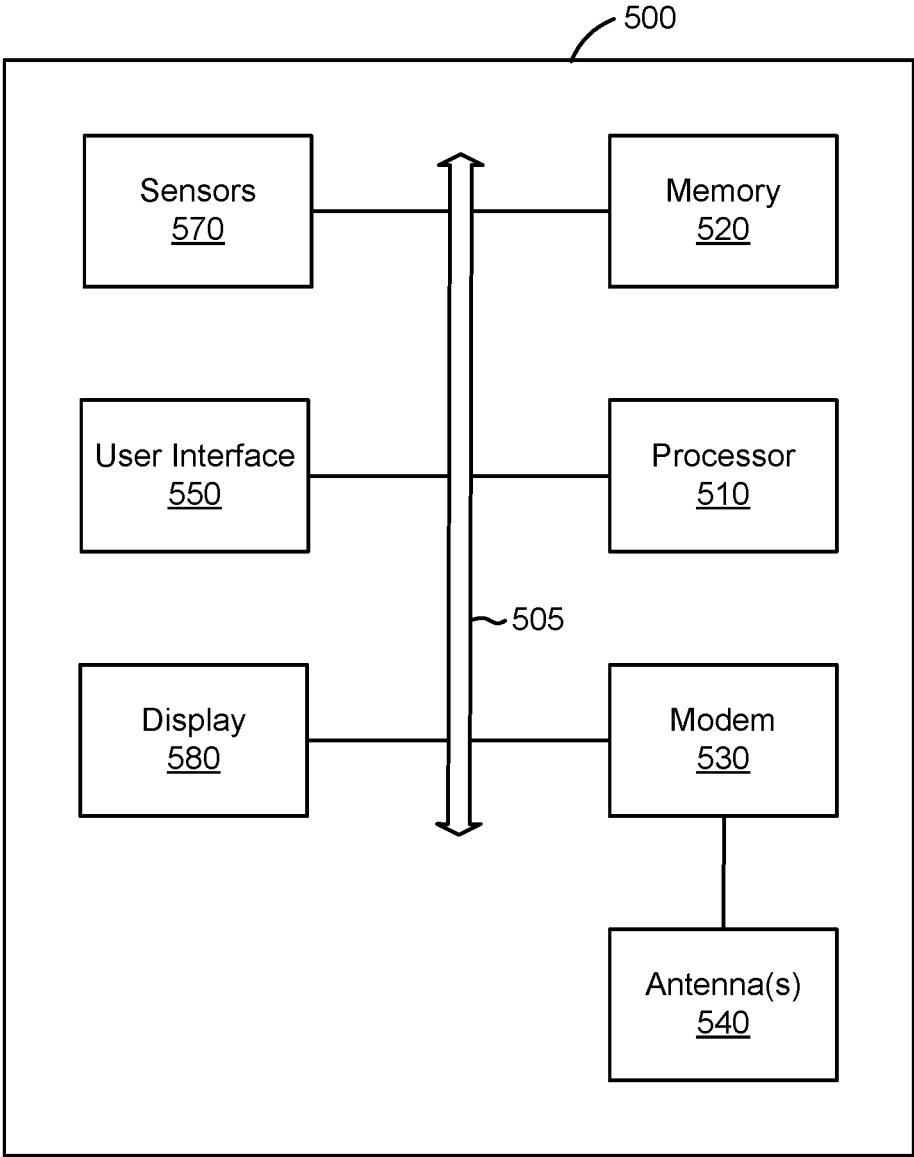 500
Sensors
570
Memory
520
User Interface
550
Processor
510
505
Display
580
Modem
530
Antenna(s)
540